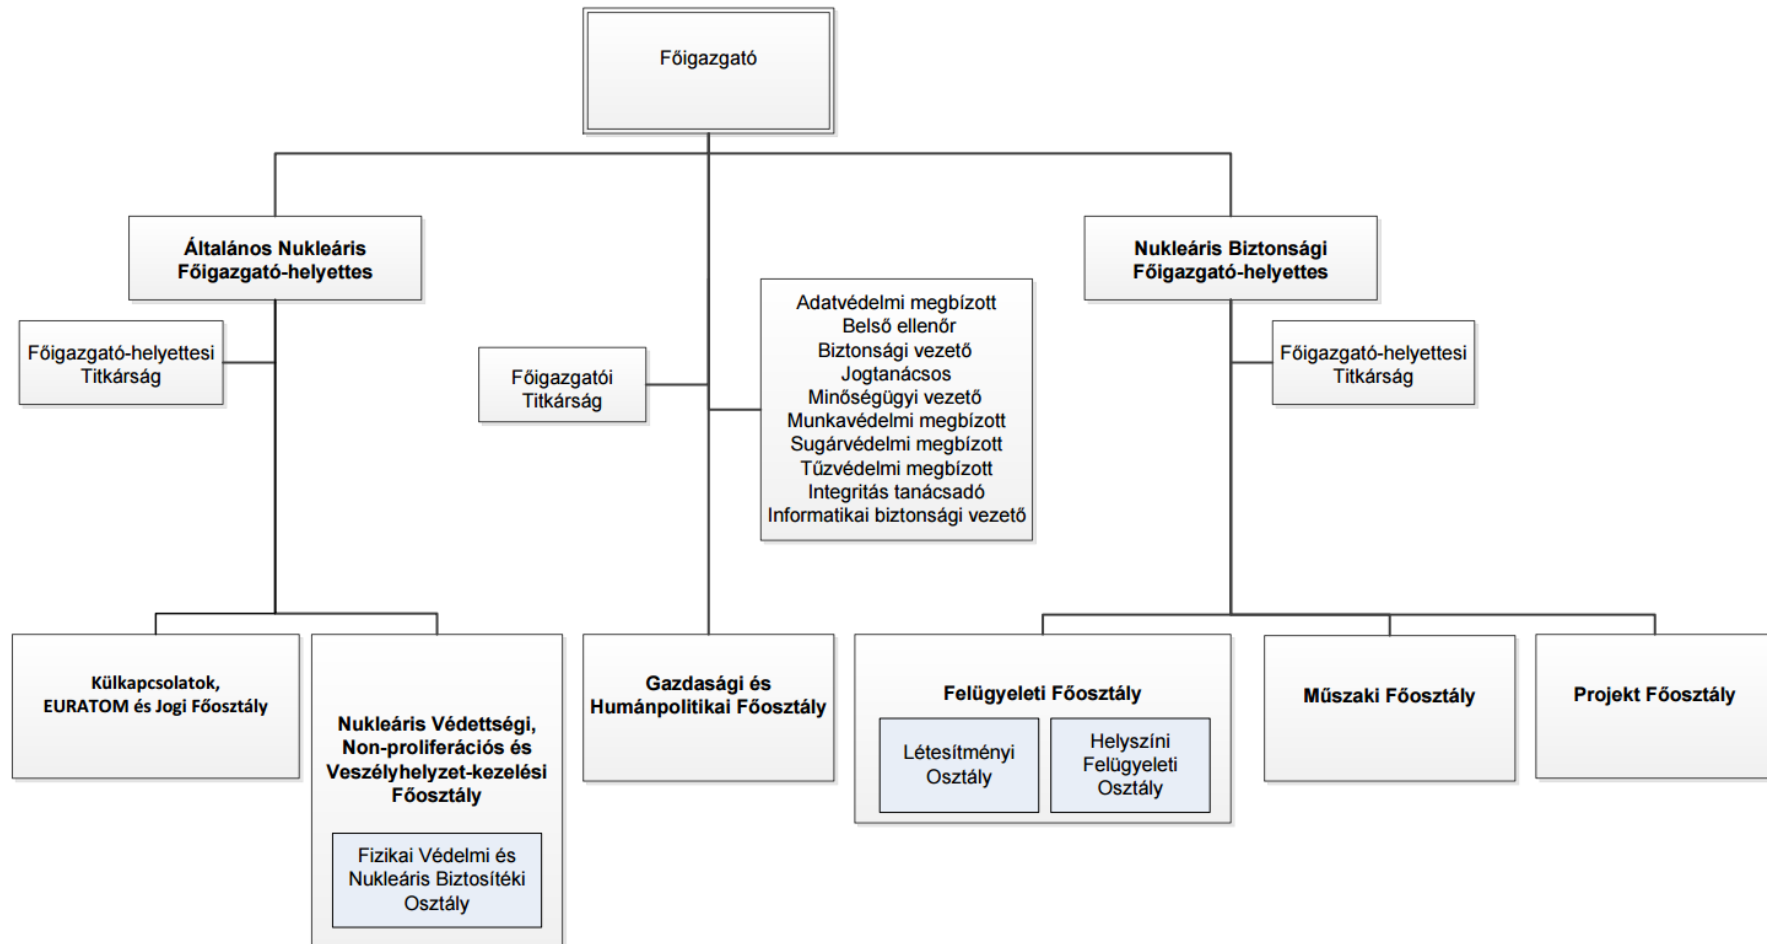 Főigazgató
Általános Nukleáris
Főigazgató-helyettes
Nukleáris Biztonsági
Főigazgató-helyettes
Főigazgató-helyettesi
Titkárság
Főigazgatói
Titkárság
Adatvédelmi megbízott
Belső ellenőr
Biztonsági vezető
Jogtanácsos
Minőségügyi vezető
Munkavédelmi megbízott
Sugárvédelmi megbízott
Tűzvédelmi megbízott
Integritás tanácsadó
Informatikai biztonsági vezető
Főigazgató-helyettesi
Titkárság
Külkapcsolatok,
EURATOM és Jogi Főosztály
Nukleáris Védettségi,
Non-proliferációs és
Veszélyhelyzet-kezelési
Főosztály
Fizikai Védelmi és
Nukleáris Biztosítéki
Osztály
Gazdasági és
Humánpolitikai Főosztály
Felügyeleti Főosztály
Létesítményi
Osztály
Helyszíni
Felügyeleti
Osztály
Műszaki Főosztály
Projekt Főosztály